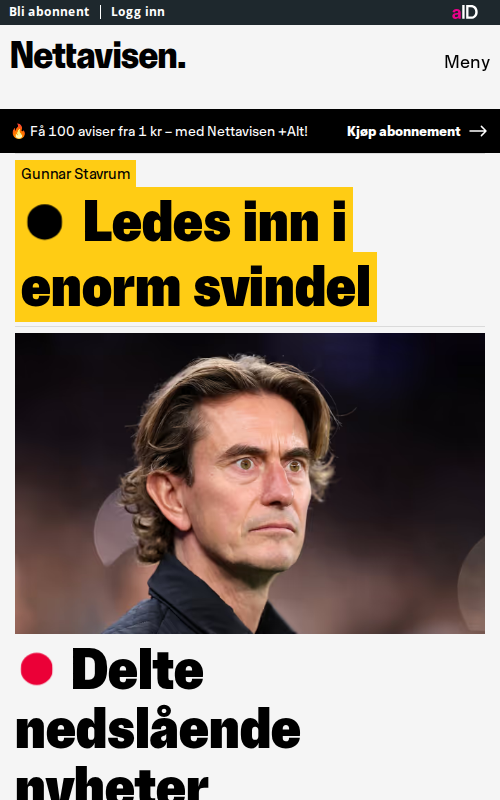 Bli abonnent
Logg inn
aID
Nettavisen.
Meny
Få 100 aviser fra 1 kr – med Nettavisen +Alt!
Kjøp abonnement
Gunnar Stavrum
Ledes inn i
enorm svindel
Delte
nedslående
nyheter